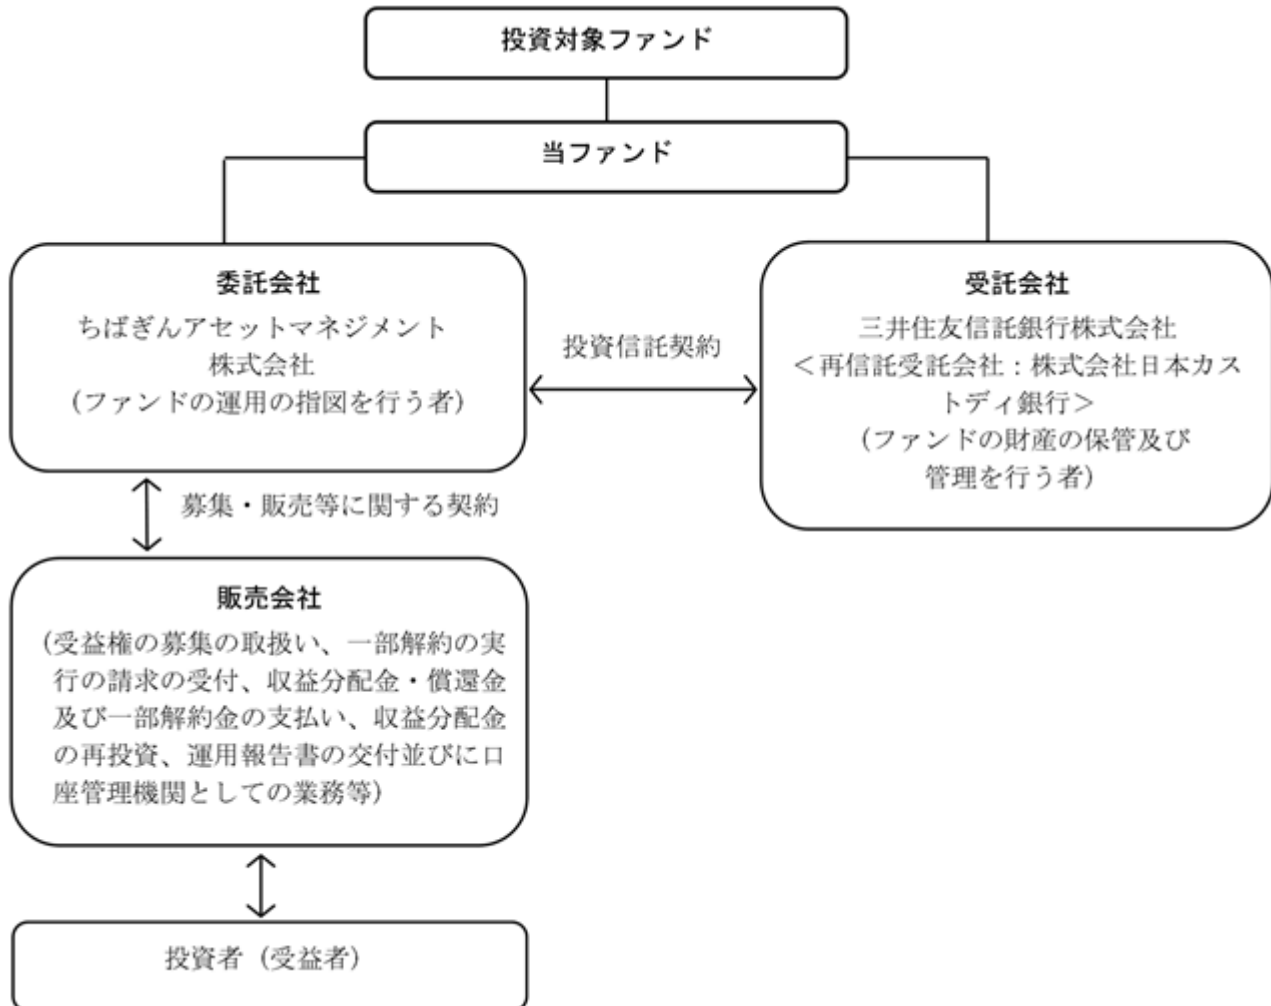 投資対象ファンド
当ファンド
委託会社
ちばぎんアセットマネジメント
株式会社
(ファンドの運用の指図を行う者)
投資信託契約
受託会社
三井住友信託銀行株式会社
<再信託受託会社:株式会社日本カス
トディ銀行>
(ファンドの財産の保管及び
管理を行う者)
募集・販売等に関する契約
販売会社
(受益権の募集の取扱い、一部解約の実
行の請求の受付、収益分配金・償還金
及び一部解約金の支払い、収益分配金
の再投資、運用報告書の交付並びに口
座管理機関としての業務等)
投資者(受益者)